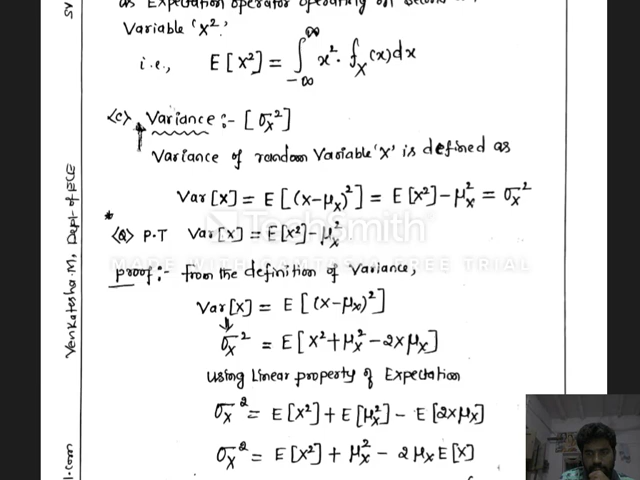 as Expectation operator operating on second
Variable 'X²'.
i.e., E[X²] = ∫_{-∞}^{∞} x². f_X(x) dx
<C> Variance :- [σ_X²]
Variance of random Variable 'X' is defined as
Var[X] = E[(X-μ_X)²] = E[X²] - μ_X² = σ_X²
* <Q> P.T Var[X] = E[X²] - μ_X²
TechSmith
MADE WITH CAMTASIA FREE TRIAL
proof :- from the definition of Variance,
Var[X] = E[(X-μ_X)²]
σ_X² = E[X² + μ_X² - 2Xμ_X]
using Linear property of Expectation
σ_X² = E[X²] + E[μ_X²] - E[2Xμ_X]
σ_X² = E[X²] + μ_X² - 2μ_X E[X]
SV
Venkatesha.M, Dept of ECE
l.com